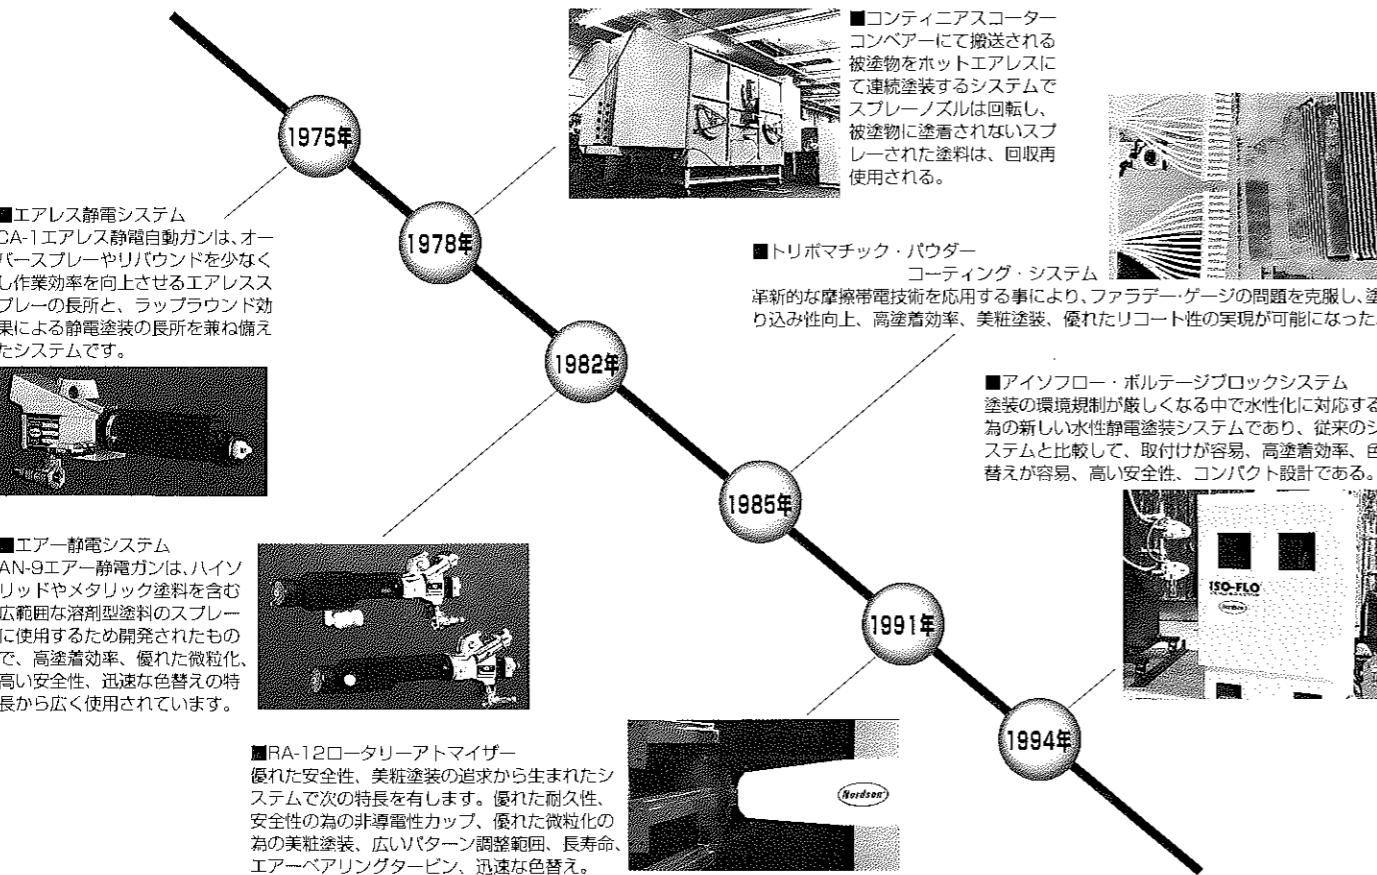 1975年
■エアレス静電システム
CA-1エアレス静電自動ガンは、オー
バースプレーやリバウンドを少なく
し作業効率を向上させるエアレスス
プレーの長所と、ラップラウンド効
果による静電塗装の長所を兼ね備え
たシステムです。
1978年
■コンティニアスコーター
コンベアーにて搬送される
被塗物をホットエアレスに
て連続塗装するシステムで
スプレーノズルは回転し、
被塗物に塗着されないスプ
レーされた塗料は、回収再
使用される。
1982年
■エアー静電システム
AN-9エアー静電ガンは、ハイソ
リッドやメタリック塗料を含む
広範囲な溶剤型塗料のスプレー
に使用するため開発されたもの
で、高塗着効率、優れた微粒化、
高い安全性、迅速な色替えの特
長から広く使用されています。
1985年
■トリボマチック・パウダー
コーティング・システム
革新的な摩擦帯電技術を応用する事により、ファラデー・ゲージの問題を克服し、塗
り込み性向上、高塗着効率、美粧塗装、優れたリコート性の実現が可能になった。
1991年
■RA-12ロータリーアトマイザー
優れた安全性、美粧塗装の追求から生まれたシ
ステムで次の特長を有します。優れた耐久性、
安全性の為の非導電性カップ、優れた微粒化の
為の美粧塗装、広いパターン調整範囲、長寿命、
エアーベアリングタービン、迅速な色替え。
Nordson
1994年
■アイソフロー・ボルテージブロックシステム
塗装の環境規制が厳しくなる中で水性化に対応する
為の新しい水性静電塗装システムであり、従来のシ
ステムと比較して、取付けが容易、高塗着効率、色
替えが容易、高い安全性、コンパクト設計である。
ISO-FLO
Nordson